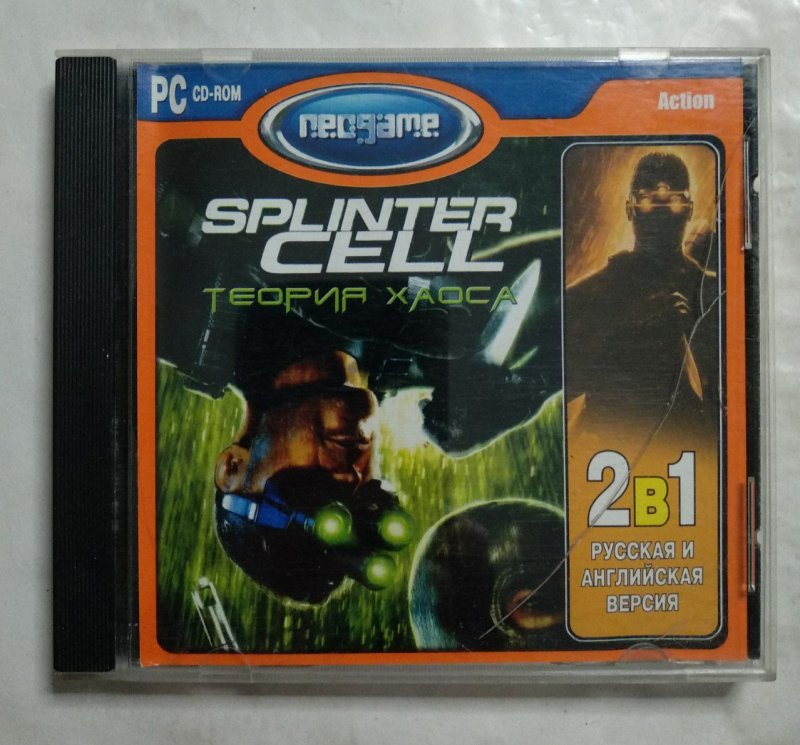 PC CD-ROM
neogame
Action
SPLINTER
CELL
ТЕОРИЯ ХАОСА
2в1
РУССКАЯ И
АНГЛИЙСКАЯ
ВЕРСИЯ